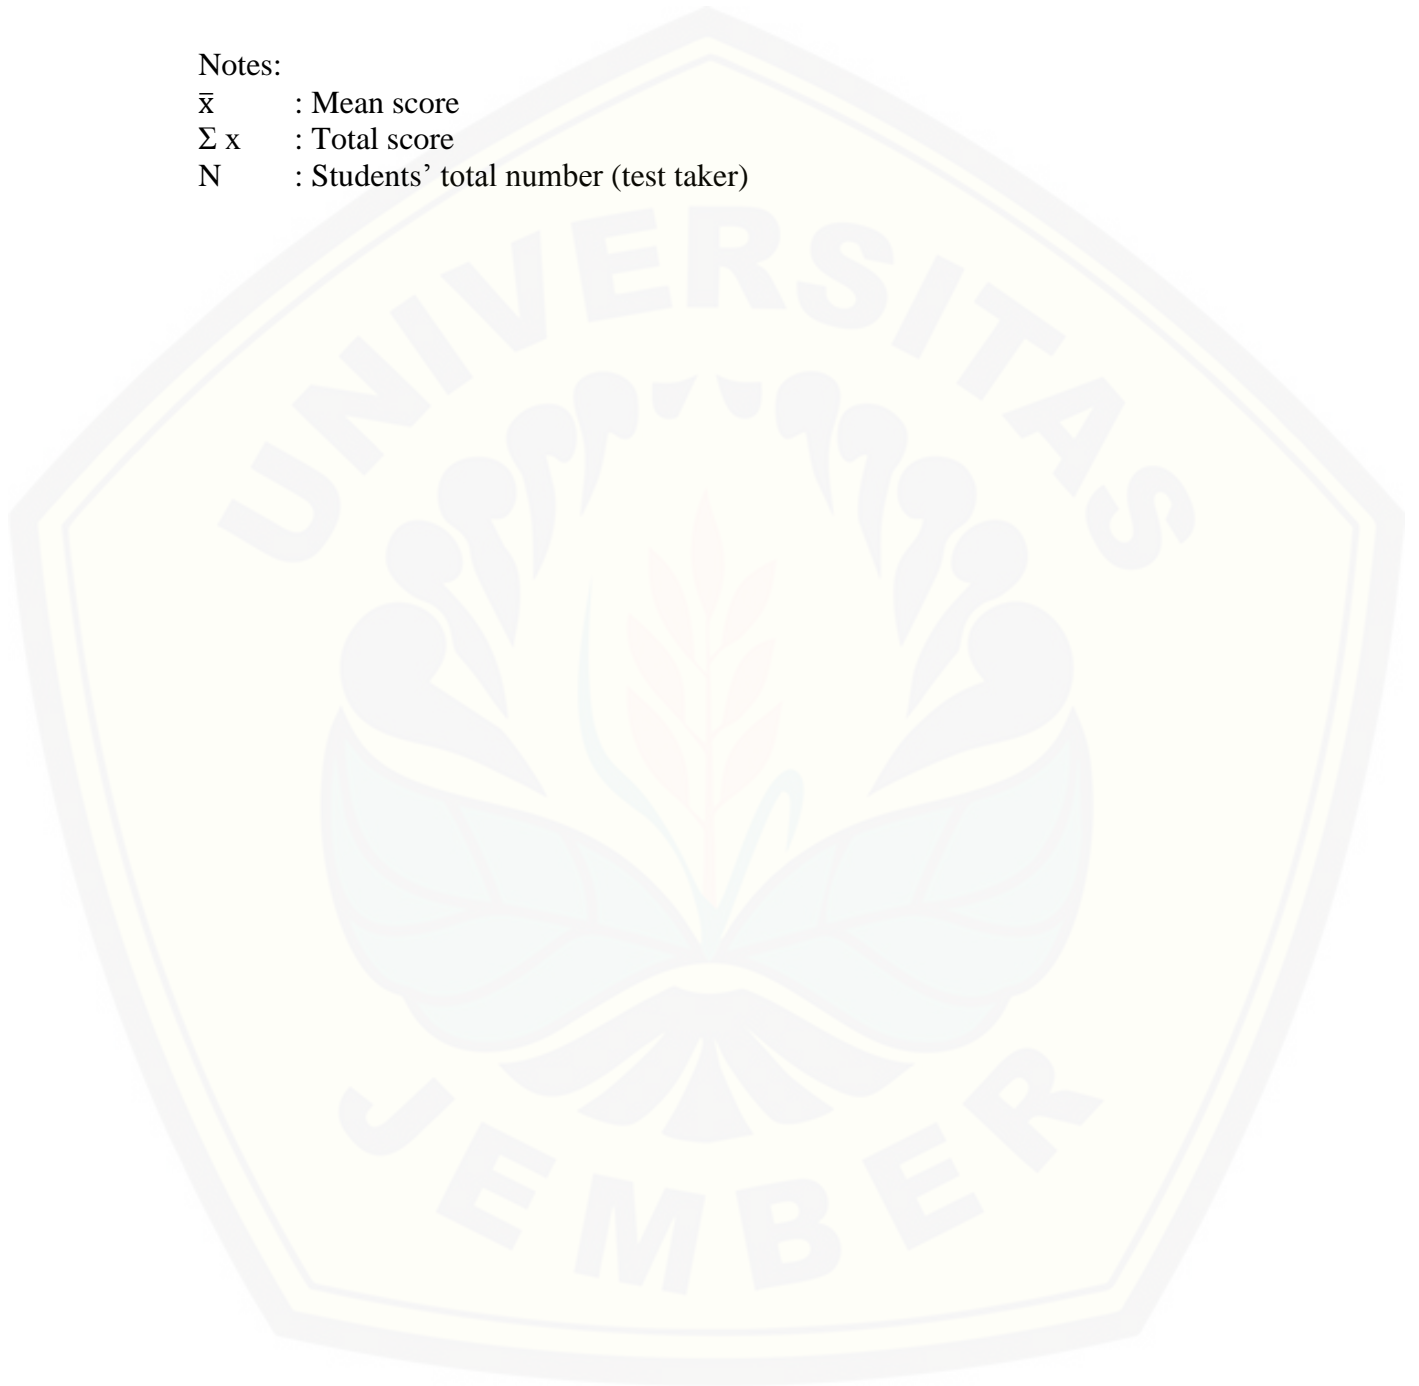 Notes:
x̅ : Mean score
Σ x : Total score
N : Students’ total number (test taker)
UNIVERSITAS
JEMBER